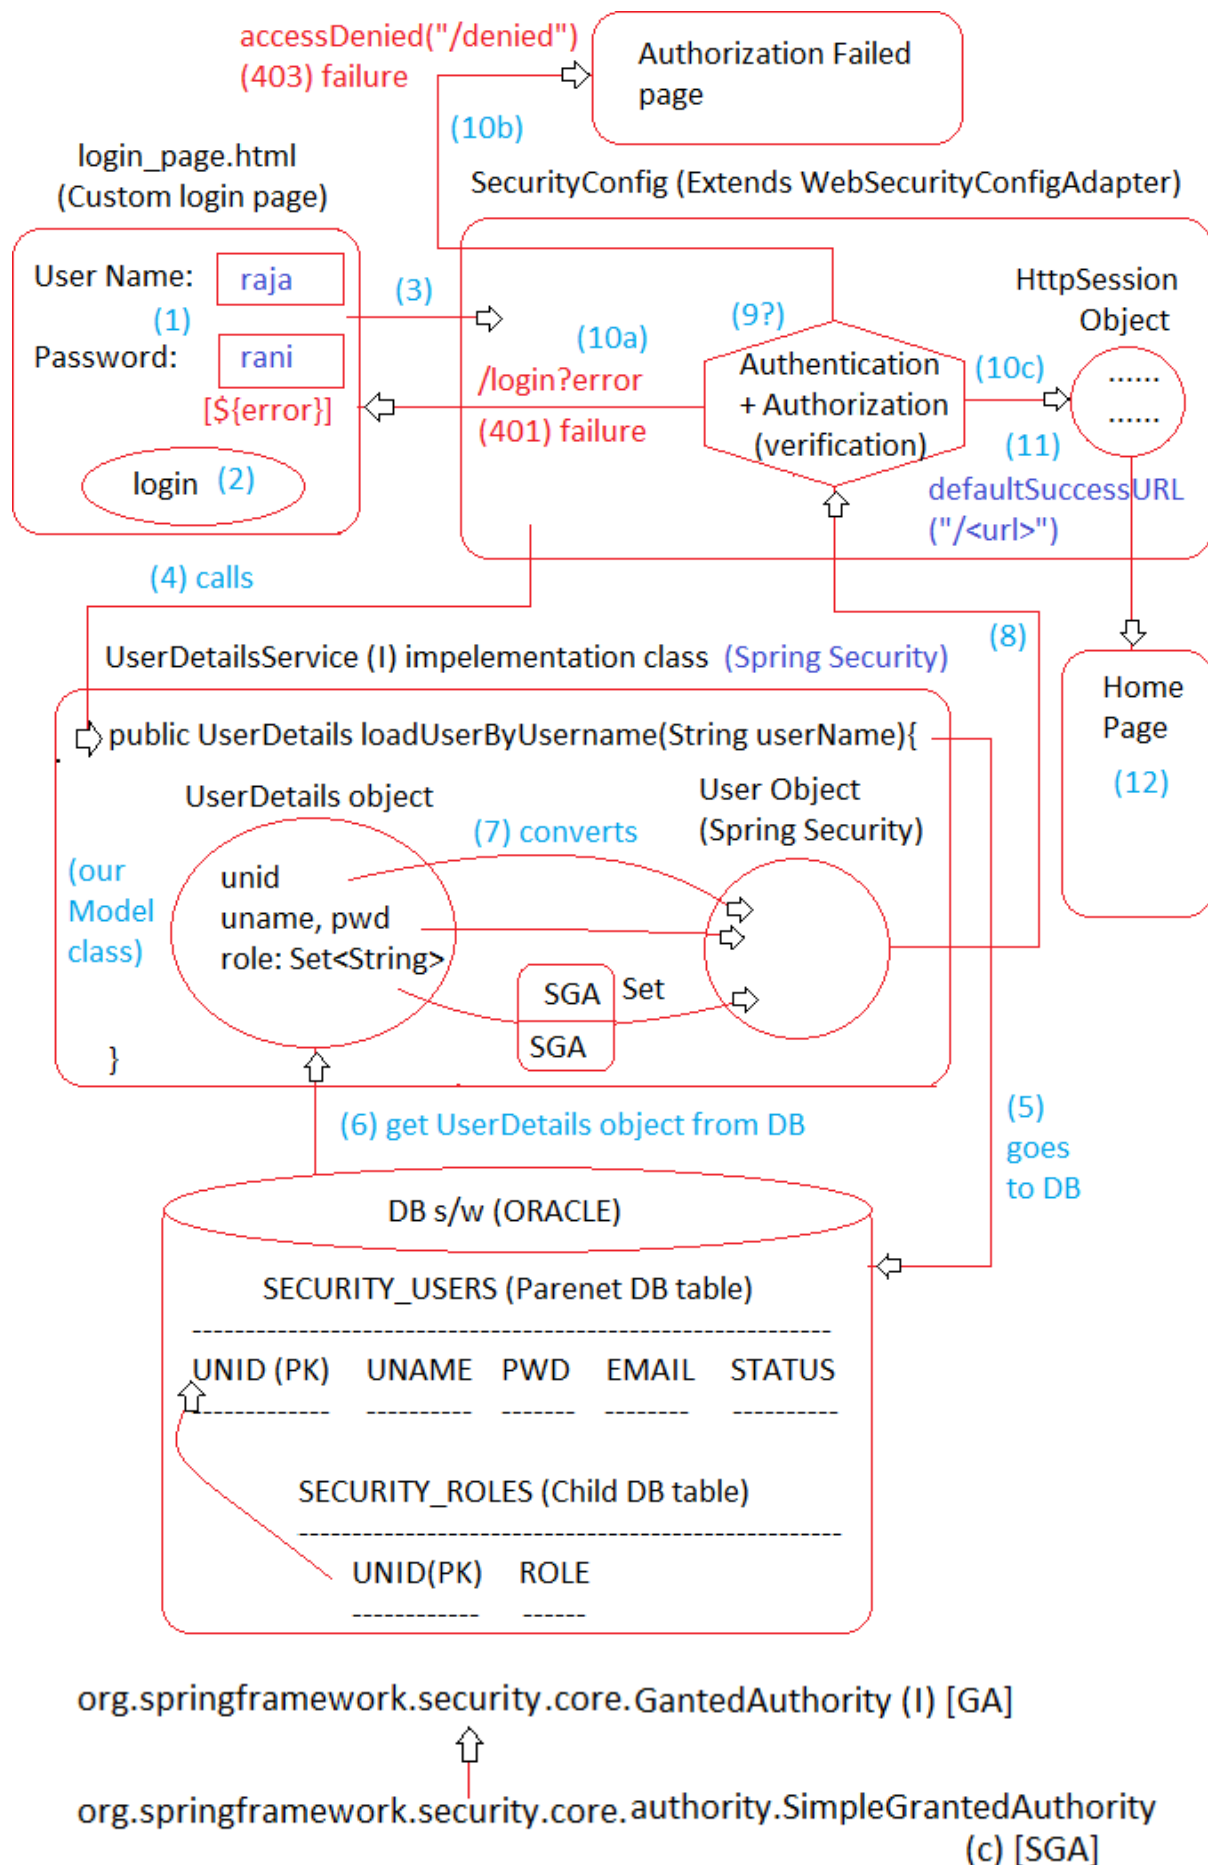 accessDenied("/denied")
(403) failure
Authorization Failed
page
(10b)
login_page.html
(Custom login page)
SecurityConfig (Extends WebSecurityConfigAdapter)
User Name:
raja
(1)
Password:
rani
[${error}]
login
(2)
(3)
(10a)
/login?error
(401) failure
(9?)
Authentication
+ Authorization
(verification)
HttpSession
Object
(10c)
......
......
(11)
defaultSuccessURL
("/<url>")
(4) calls
(8)
UserDetailsService (I) impelementation class (Spring Security)
Home
Page
(12)
public UserDetails loadUserByUsername(String userName){
UserDetails object
User Object
(Spring Security)
(7) converts
(our
Model
class)
unid
uname, pwd
role: Set<String>
SGA
Set
SGA
}
(6) get UserDetails object from DB
(5)
goes
to DB
DB s/w (ORACLE)
SECURITY_USERS (Parenet DB table)
------------------------------------------------------------
UNID (PK) UNAME PWD EMAIL STATUS
------------- ---------- ------- -------- ----------
SECURITY_ROLES (Child DB table)
---------------------------------------------------
UNID(PK) ROLE
------------ ------
org.springframework.security.core.GantedAuthority (I) [GA]
org.springframework.security.core.authority.SimpleGrantedAuthority
(c) [SGA]